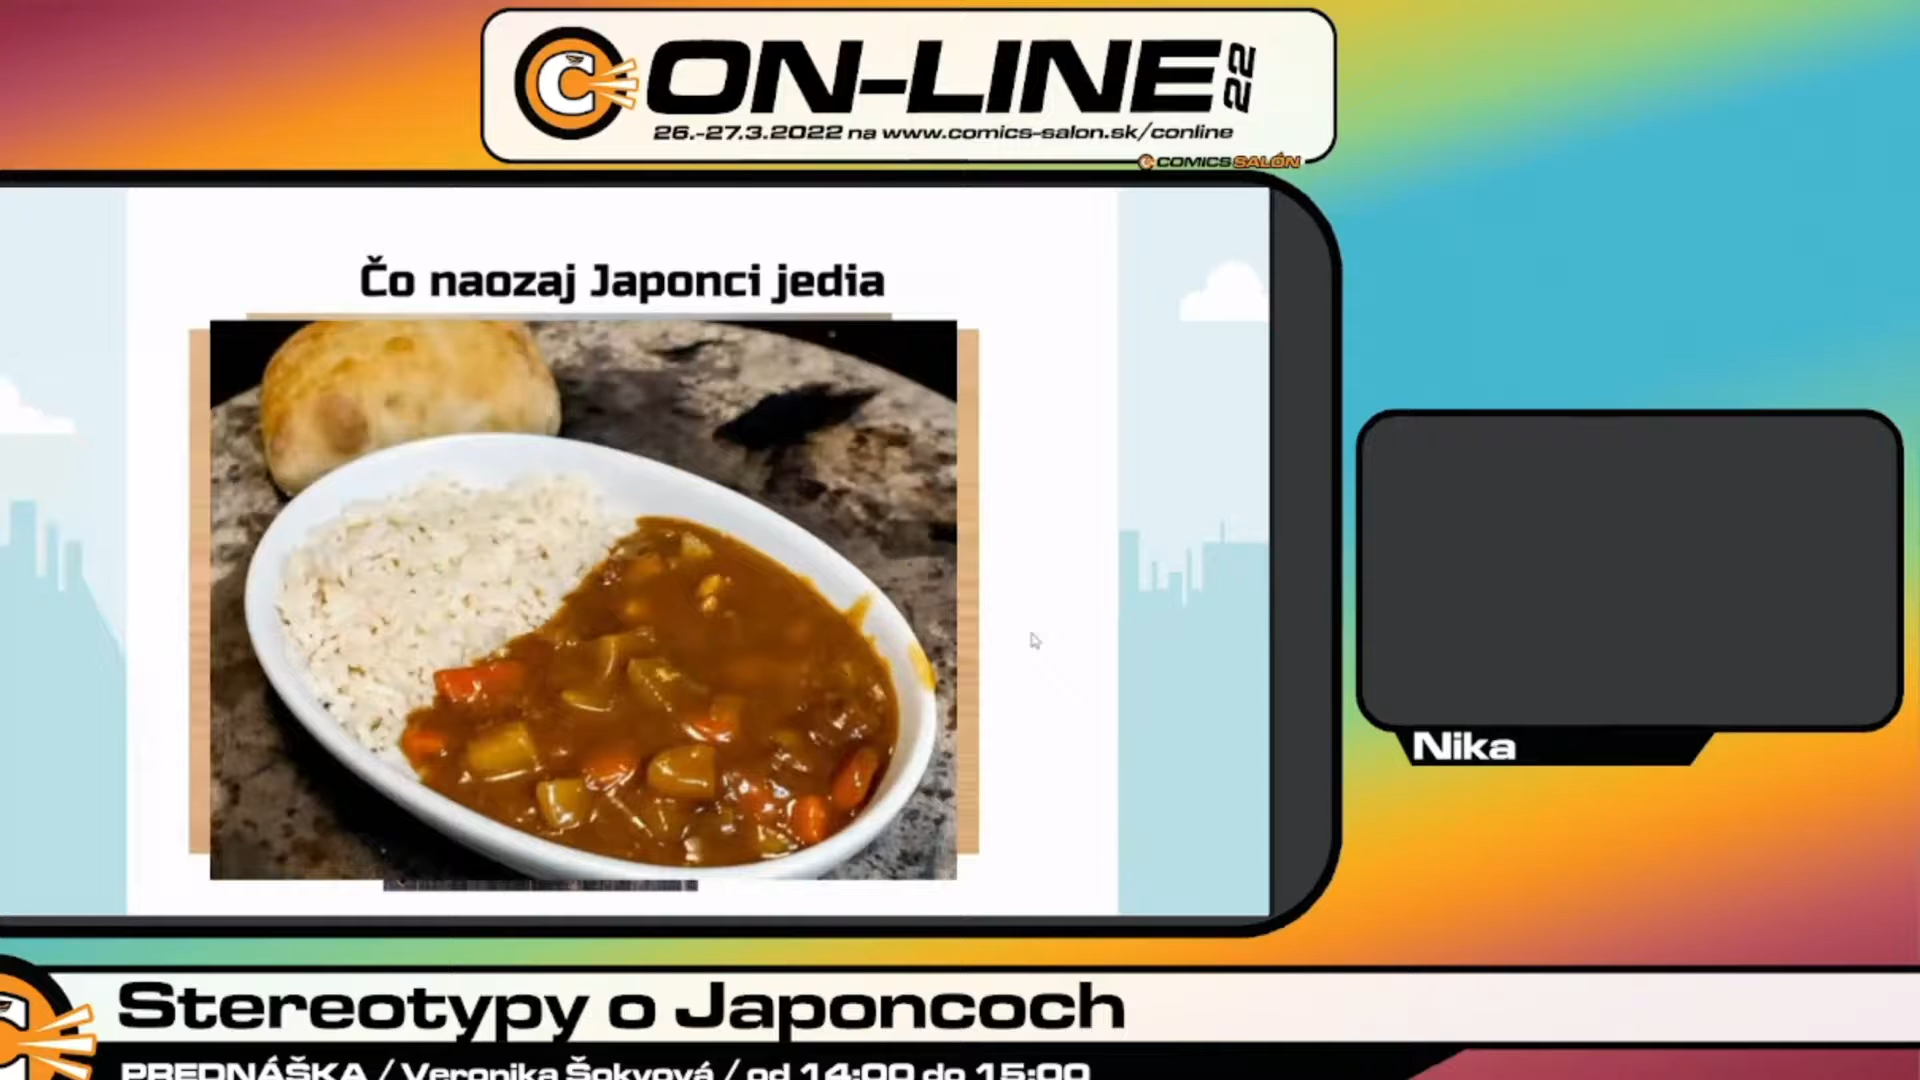 ON-LINE 22
26.-27.3.2022 na www.comics-salon.sk/conline
COMICS SALÓN
Čo naozaj Japonci jedia
Nika
Stereotypy o Japoncoch
PREDNÁŠKA / Veronika Šokyová / od 14:00 do 15:00